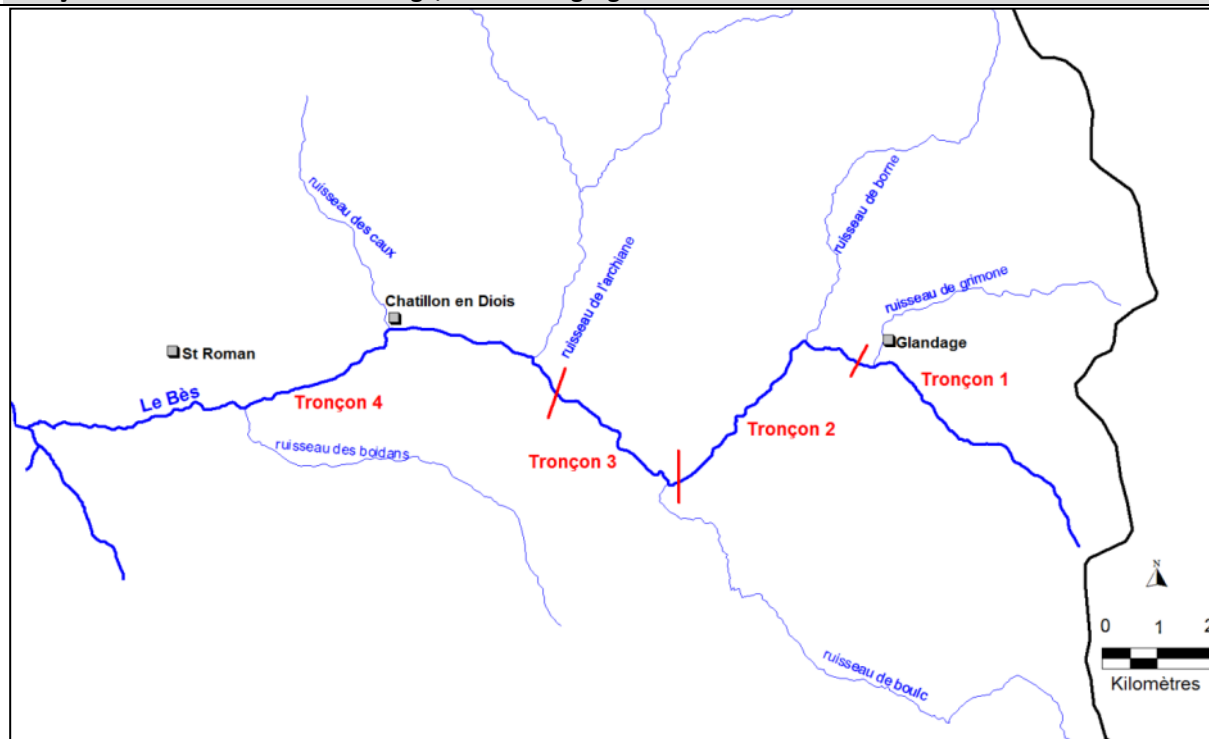 ruisseau des caux
ruisseau de borne
ruisseau de l'archiane
ruisseau de grimone
Chatillon en Diois
St Roman
Glandage
Le Bès
Tronçon 4
Tronçon 1
Tronçon 2
Tronçon 3
ruisseau des boidans
ruisseau de boulc
N
0 1 2
Kilomètres